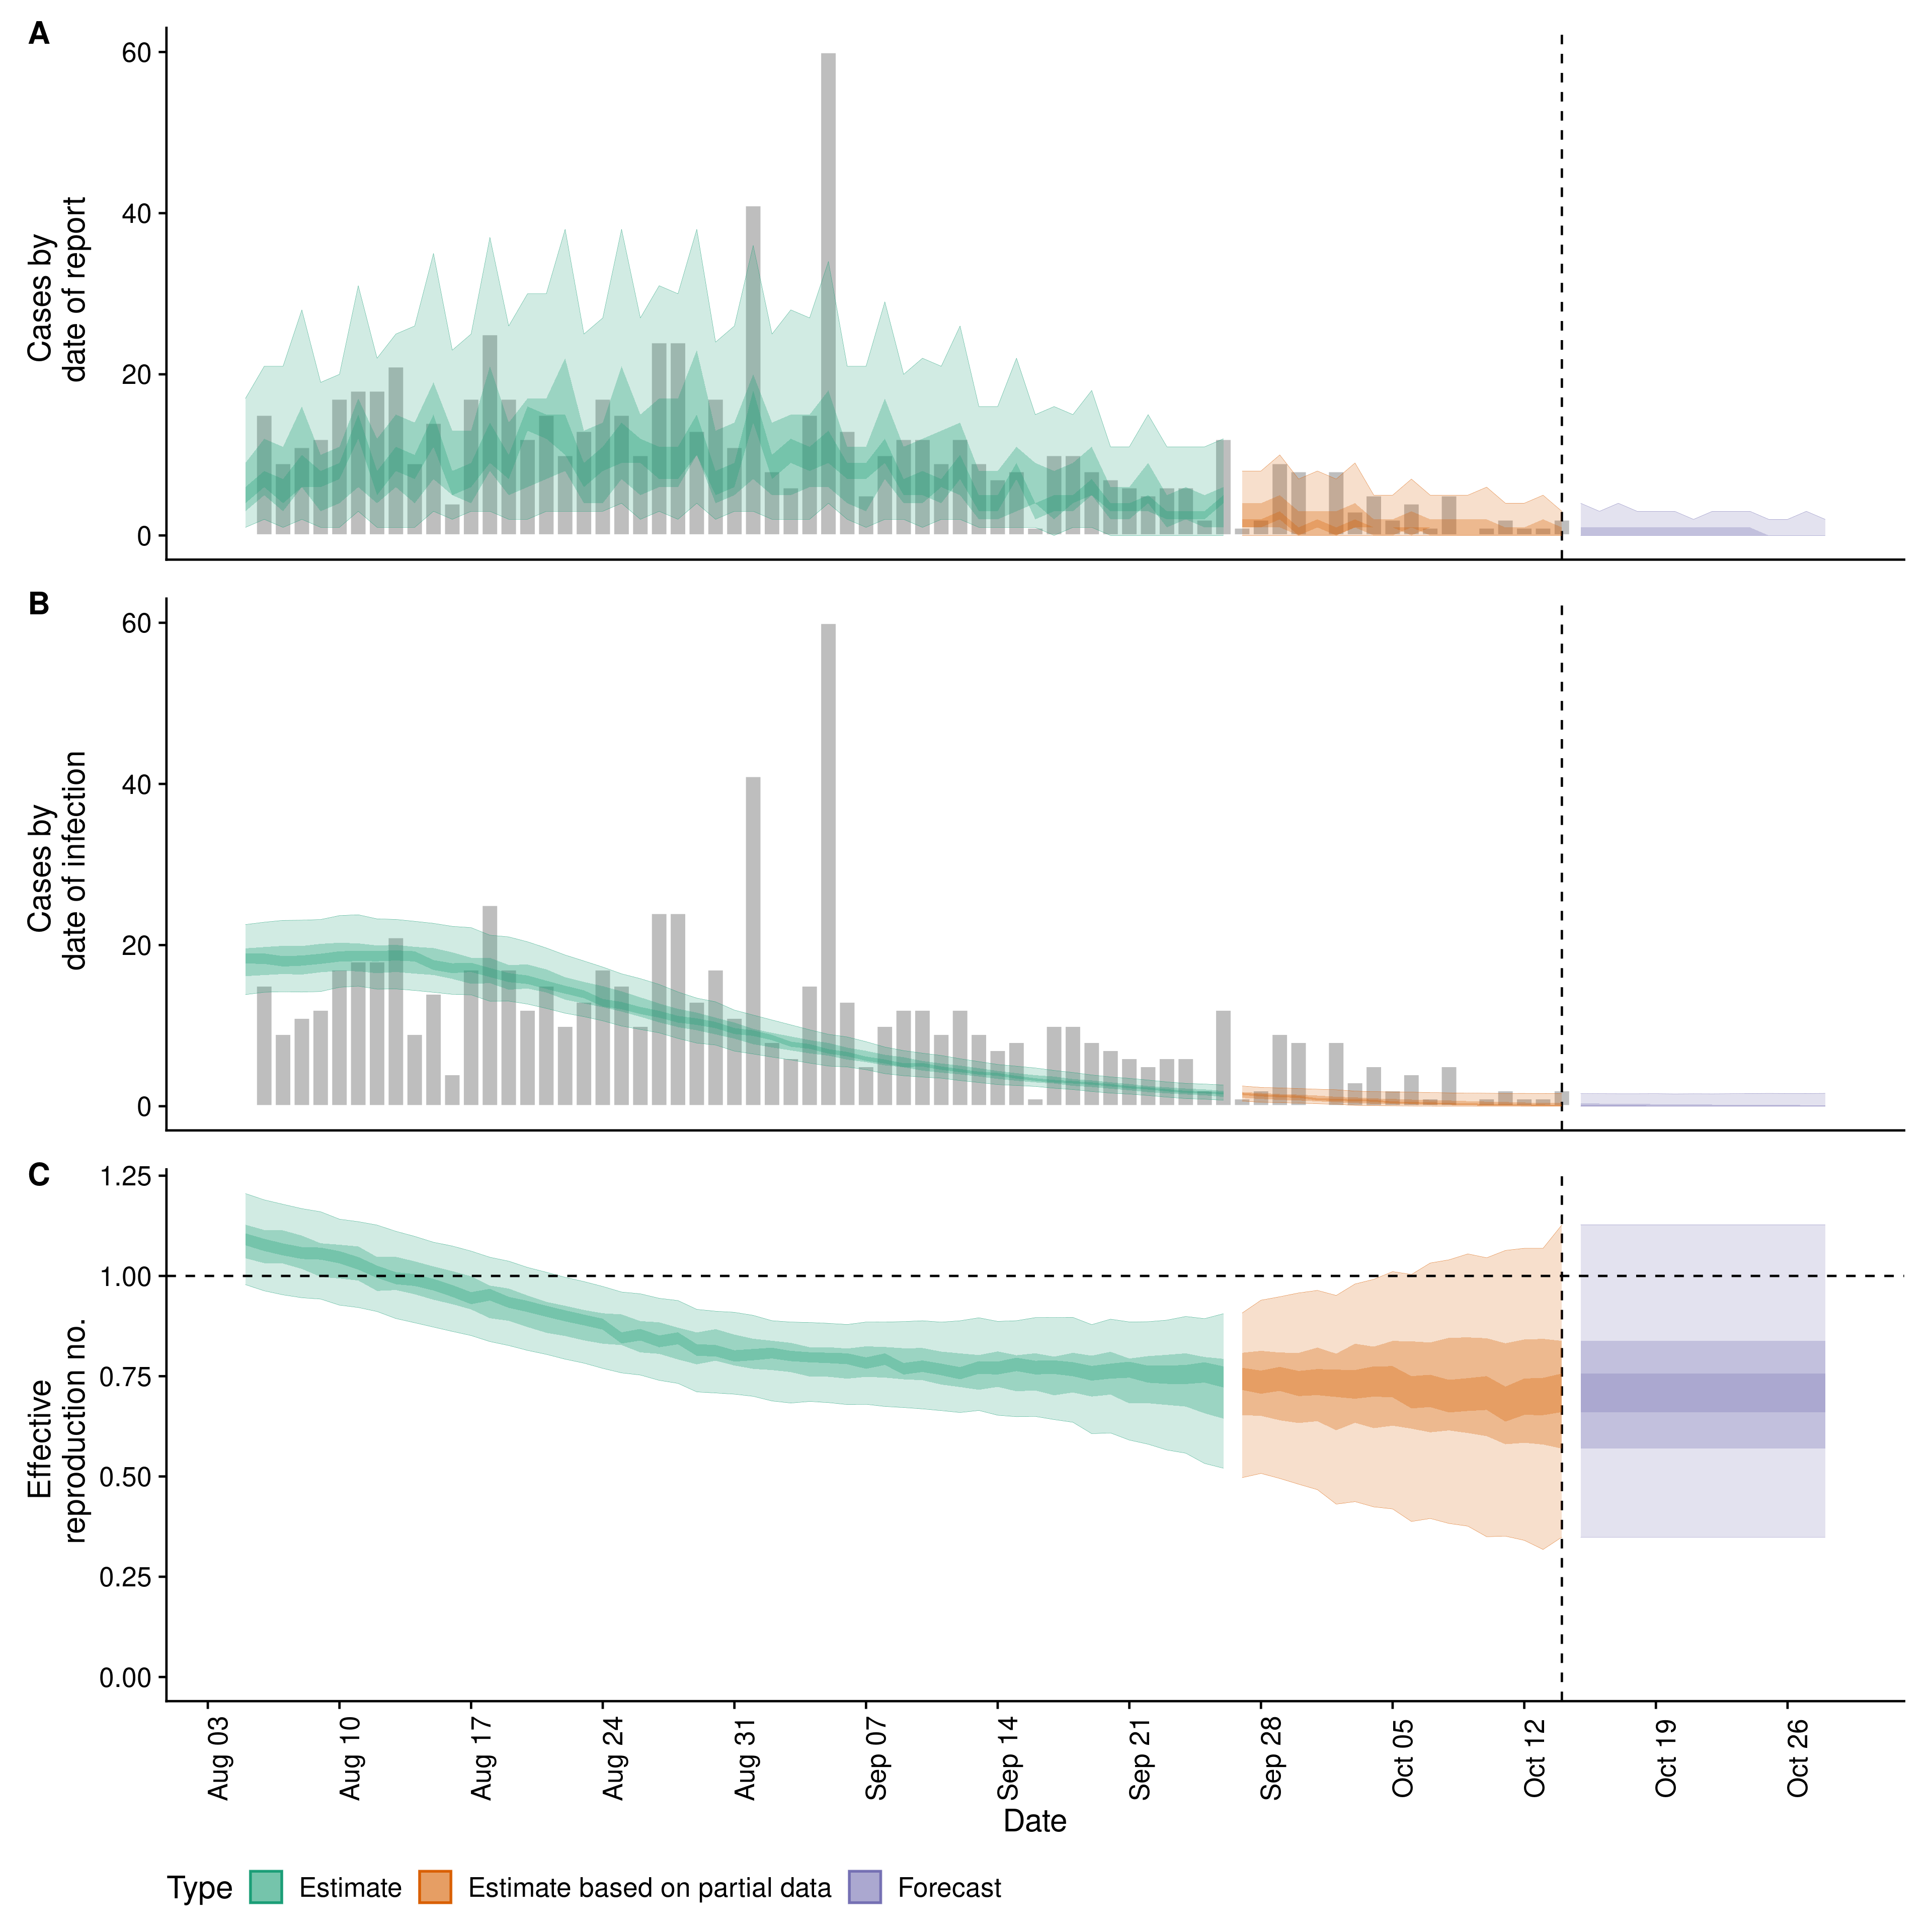 A
60
40
20
0
Cases by
date of report
B
60
40
20
0
Cases by
date of infection
C
1.25
1.00
0.75
0.50
0.25
0.00
Effective
reproduction no.
Aug 03
Aug 10
Aug 17
Aug 24
Aug 31
Sep 07
Sep 14
Sep 21
Sep 28
Oct 05
Oct 12
Oct 19
Oct 26
Date
Type Estimate Estimate based on partial data Forecast